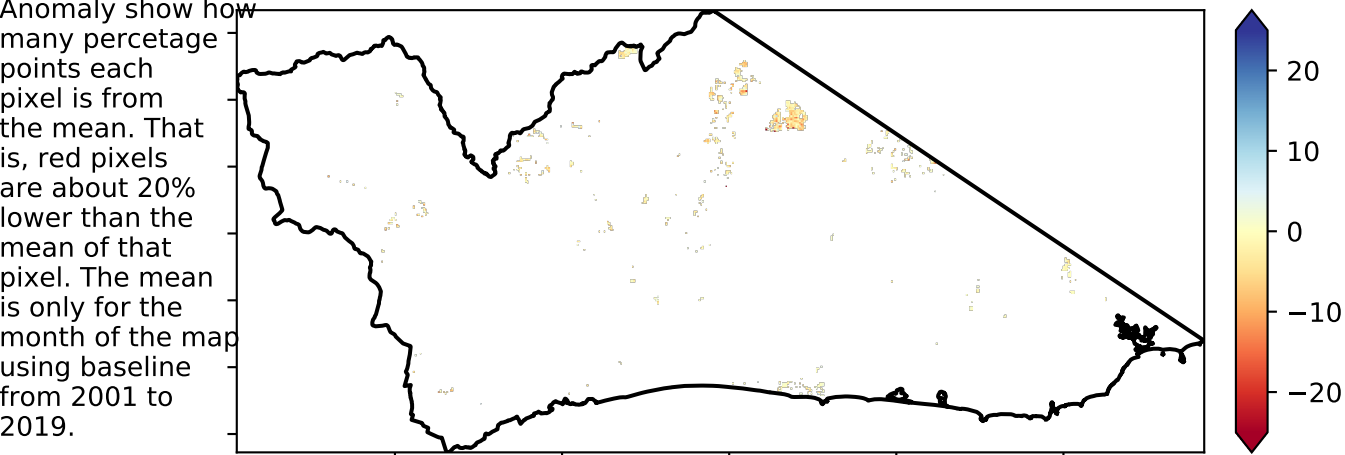 Anomaly show how
many percetage
points each
pixel is from
the mean. That
is, red pixels
are about 20%
lower than the
mean of that
pixel. The mean
is only for the
month of the map
using baseline
from 2001 to
2019.
20
10
0
−10
−20